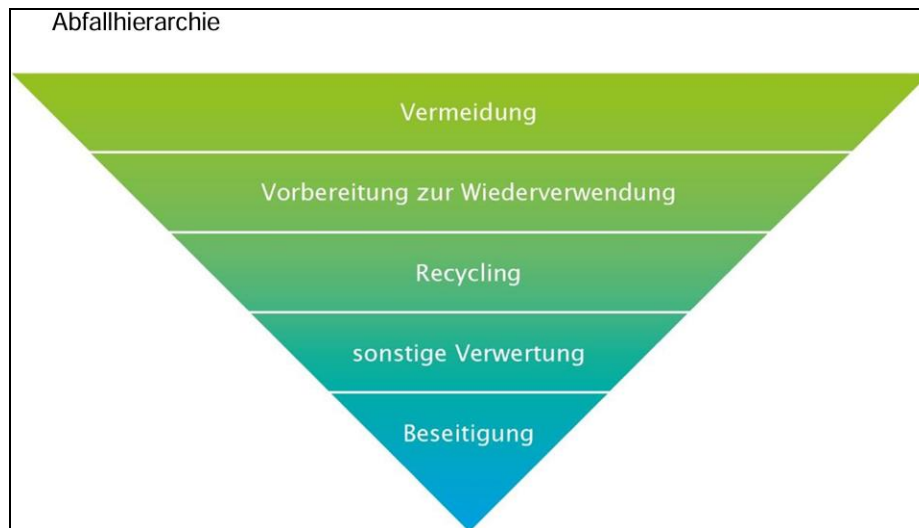 Abfallhierarchie
Vermeidung
Vorbereitung zur Wiederverwendung
Recycling
sonstige Verwertung
Beseitigung